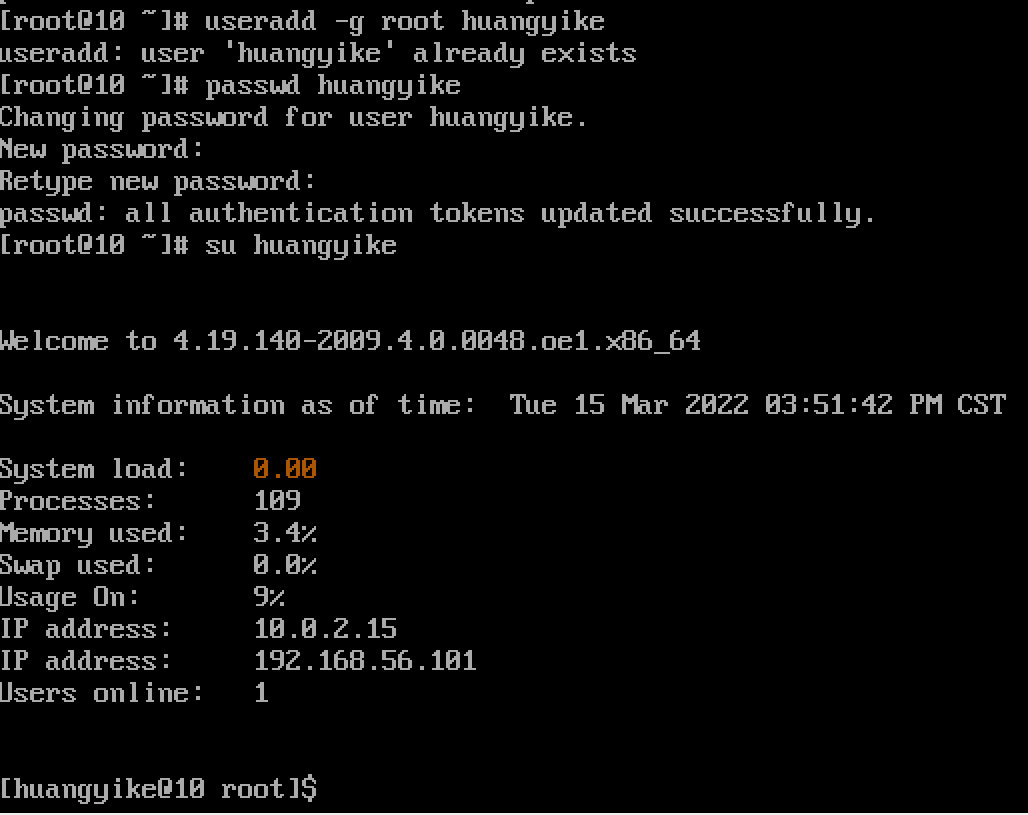 [root@10 ~]# useradd -g root huangyike
useradd: user 'huangyike' already exists
[root@10 ~]# passwd huangyike
Changing password for user huangyike.
New password:
Retype new password:
passwd: all authentication tokens updated successfully.
[root@10 ~]# su huangyike
Welcome to 4.19.140-2009.4.0.0048.oe1.x86_64
System information as of time:  Tue 15 Mar 2022 03:51:42 PM CST
System load:    0.00
Processes:      109
Memory used:    3.4%
Swap used:      0.0%
Usage On:       9%
IP address:     10.0.2.15
IP address:     192.168.56.101
Users online:   1
[huangyike@10 root]$